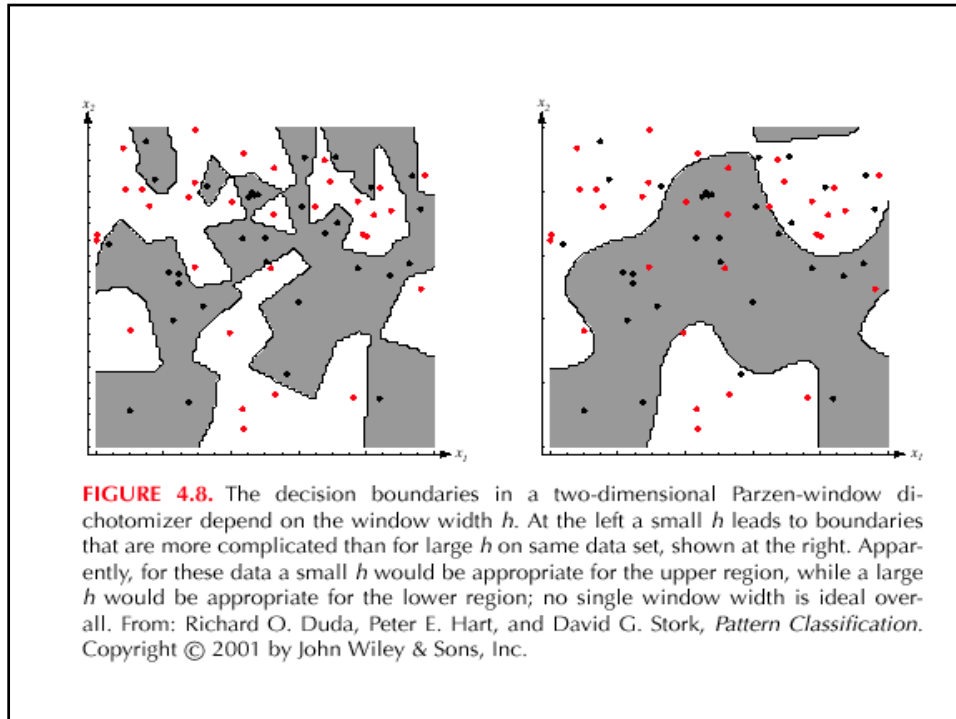 x2
x2
x1
x1
FIGURE 4.8. The decision boundaries in a two-dimensional Parzen-window di-
chotomizer depend on the window width h. At the left a small h leads to boundaries
that are more complicated than for large h on same data set, shown at the right. Appar-
ently, for these data a small h would be appropriate for the upper region, while a large
h would be appropriate for the lower region; no single window width is ideal over-
all. From: Richard O. Duda, Peter E. Hart, and David G. Stork, Pattern Classification.
Copyright © 2001 by John Wiley & Sons, Inc.